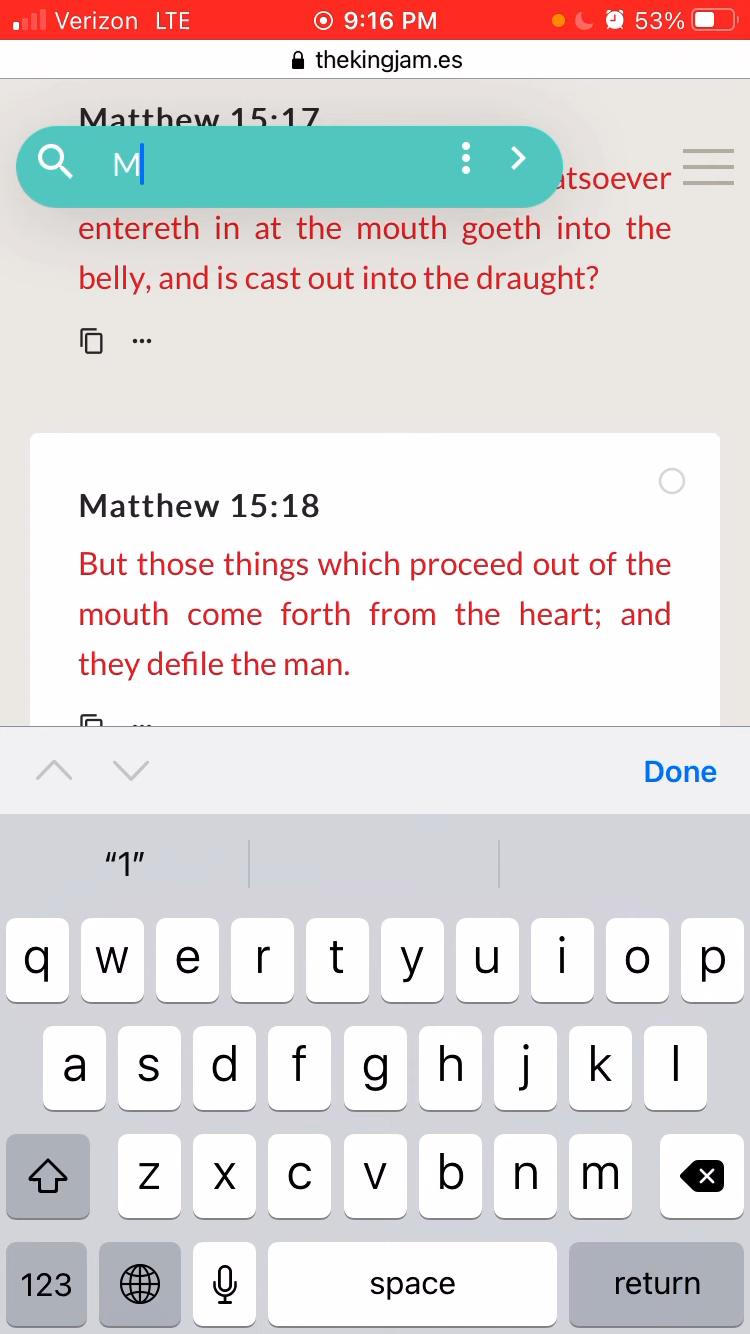 Verizon LTE 9:16 PM 53%
thekingjam.es
Matthew 15:17
M
atsoever
entereth in at the mouth goeth into the
belly, and is cast out into the draught?
Matthew 15:18
But those things which proceed out of the
mouth come forth from the heart; and
they defile the man.
Done
“1”
q w e r t y u i o p
a s d f g h j k l
z x c v b n m
123 space return